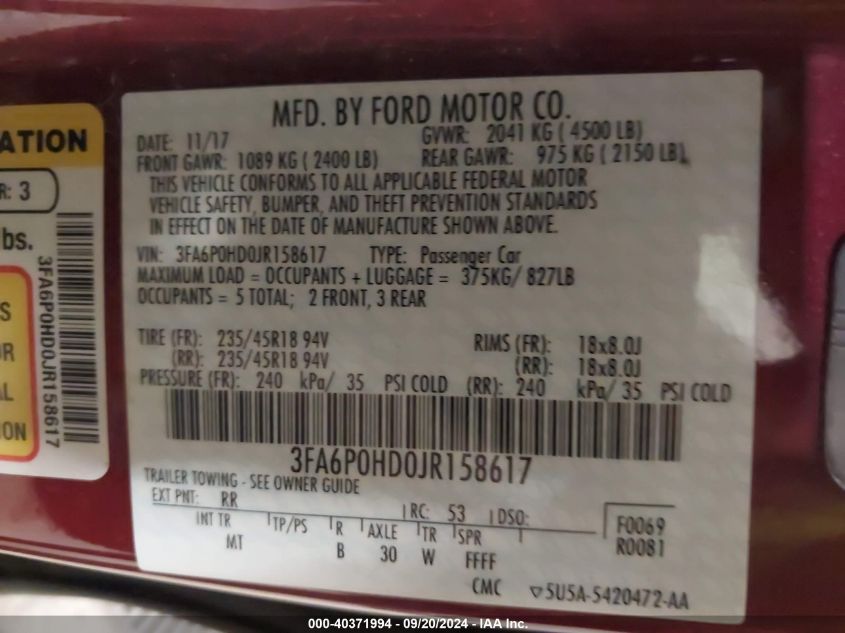 ATION
R: 3
lbs.
S
OR
AL
ION
3FA6P0HD0JR158617
MFD. BY FORD MOTOR CO.
DATE: 11/17 GVWR: 2041 KG ( 4500 LB)
FRONT GAWR: 1089 KG ( 2400 LB) REAR GAWR: 975 KG ( 2150 LB)
THIS VEHICLE CONFORMS TO ALL APPLICABLE FEDERAL MOTOR
VEHICLE SAFETY, BUMPER, AND THEFT PREVENTION STANDARDS
IN EFFECT ON THE DATE OF MANUFACTURE SHOWN ABOVE.
VIN: 3FA6P0HD0JR158617 TYPE: Passenger Car
MAXIMUM LOAD = OCCUPANTS + LUGGAGE = 375KG/ 827LB
OCCUPANTS = 5 TOTAL; 2 FRONT, 3 REAR
TIRE (FR): 235/45R18 94V RIMS (FR): 18x8.0J
(RR): 235/45R18 94V (RR): 18x8.0J
PRESSURE (FR): 240 kPa/ 35 PSI COLD (RR): 240 kPa/ 35 PSI COLD
3FA6P0HD0JR158617
TRAILER TOWING - SEE OWNER GUIDE
EXT PNT: RR RC: 53 DSO: F0069
INT TR TP/PS R AXLE TR SPR R0081
MT B 30 W FFFF
CMC ▽5U5A-5420472-AA
000-40371994 - 09/20/2024 - IAA Inc.